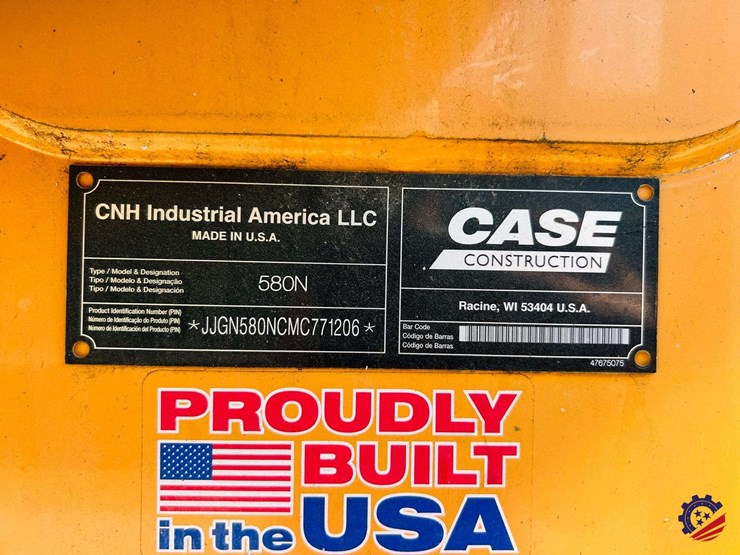 CNH Industrial America LLC
MADE IN U.S.A.
Type / Model & Designation
Tipo / Modelo & Designação
Tipo / Modelo & Designación
580N
Product Identification Number (PIN)
Número de Identificação do Produto (PIN)
Número de Identificación del Producto (PIN)
*JJGN580NCMC771206*
CASE
CONSTRUCTION
Racine, WI 53404 U.S.A.
Bar Code
Código de Barras
Código de Barras
47675075
PROUDLY
BUILT
in the USA